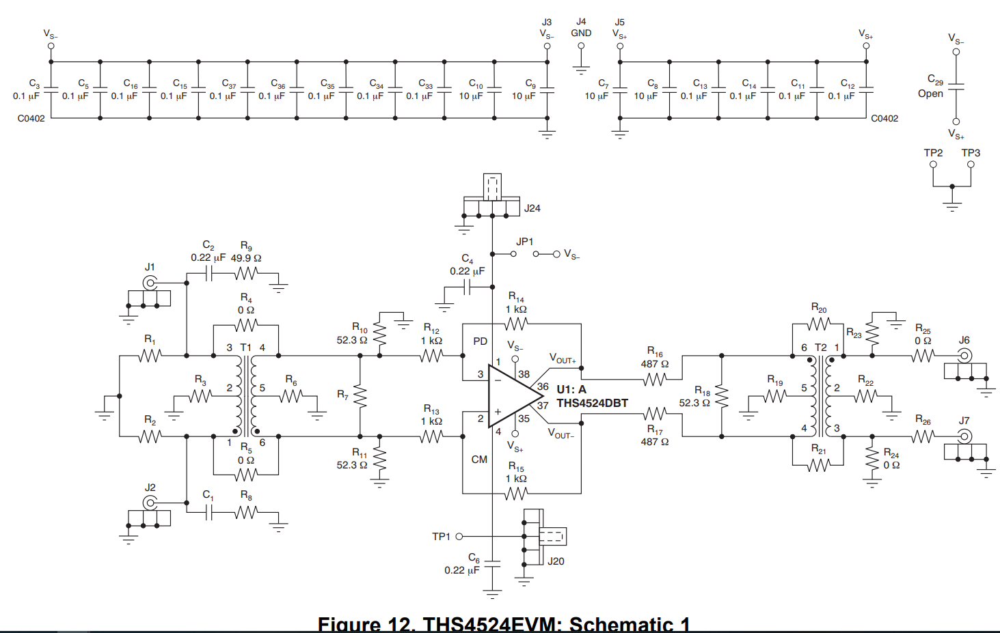 J3
J4
J5
VS–
VS–
GND
VS+
VS+
VS–
C3
0.1 µF
C5
0.1 µF
C16
0.1 µF
C15
0.1 µF
C37
0.1 µF
C36
0.1 µF
C35
0.1 µF
C34
0.1 µF
C33
0.1 µF
C10
10 µF
C9
10 µF
C7
10 µF
C8
10 µF
C13
0.1 µF
C14
0.1 µF
C11
0.1 µF
C12
0.1 µF
C29
Open
C0402
C0402
VS+
TP2
TP3
J24
JP1
VS–
C4
0.22 µF
C2
0.22 µF
R9
49.9 Ω
J1
R4
0 Ω
R14
1 kΩ
R10
52.3 Ω
R12
1 kΩ
R1
3
T1
4
PD
VS–
1
38
3
–
VOUT+
36
R3
2
5
R6
R7
U1: A
THS4524DBT
37
R2
R13
1 kΩ
2
+
4
35
VS+
VOUT–
1
6
R5
0 Ω
R11
52.3 Ω
CM
R15
1 kΩ
J2
C1
R8
TP1
J20
C6
0.22 µF
R16
487 Ω
R18
52.3 Ω
R17
487 Ω
R20
R23
R25
0 Ω
J6
6
T2
1
R19
5
2
R22
4
3
R26
J7
R21
R24
0 Ω
Figure 12. THS4524EVM: Schematic 1